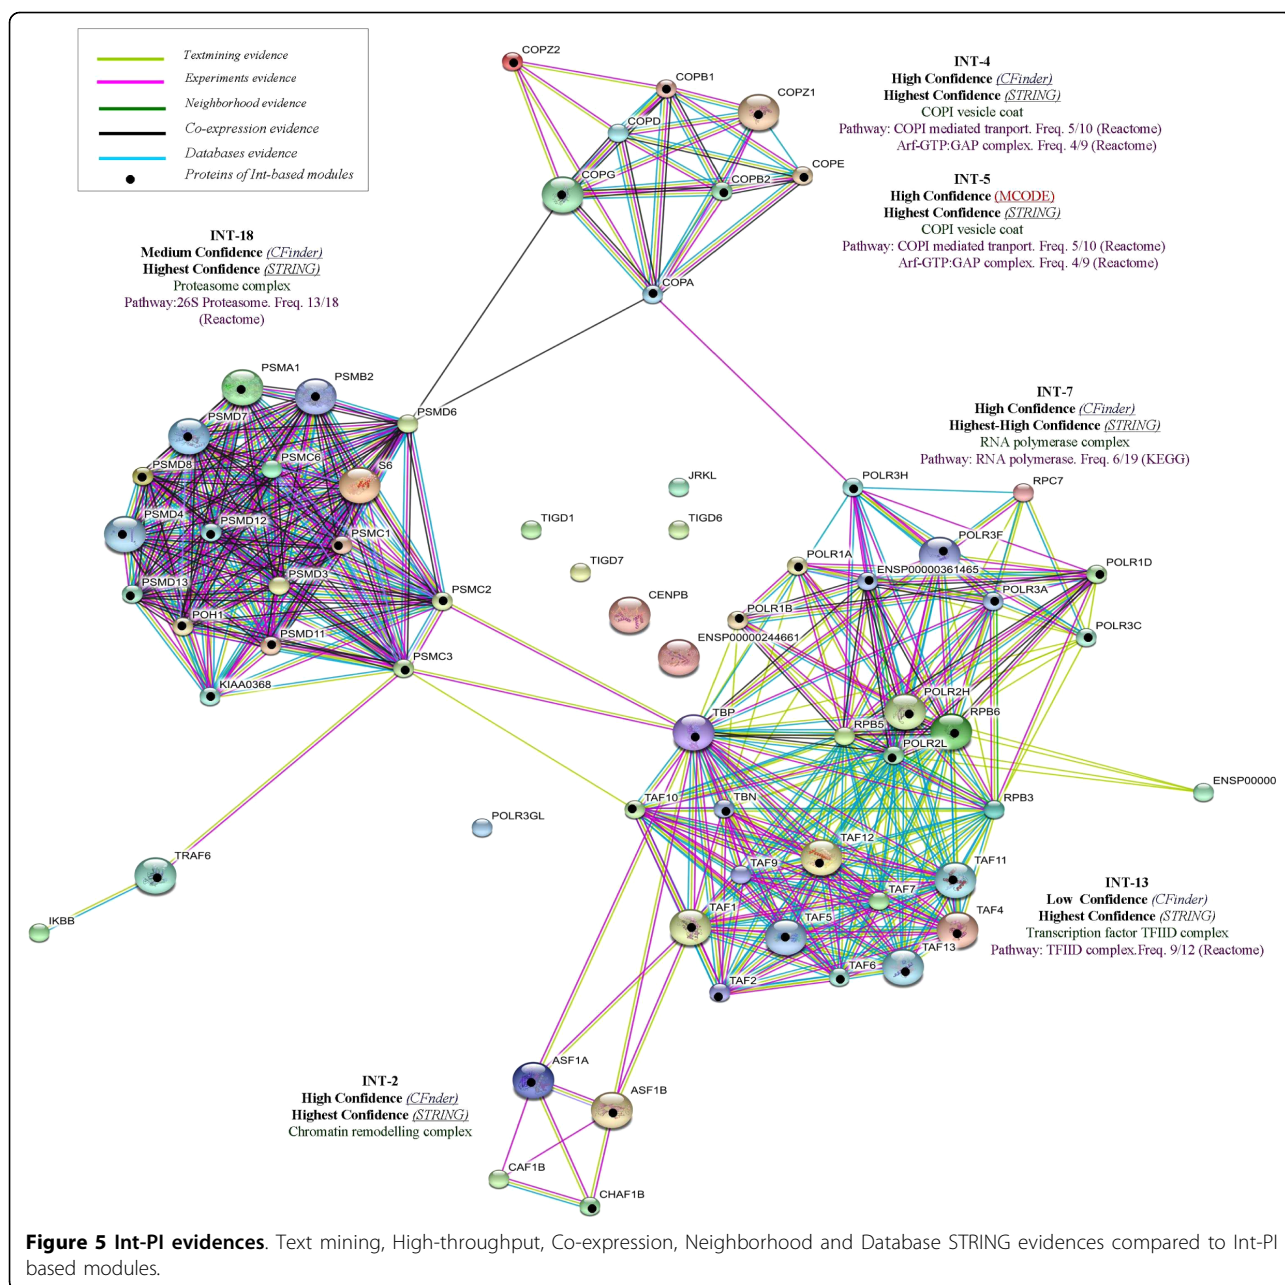 Textmining evidence
Experiments evidence
Neighborhood evidence
Co-expression evidence
Databases evidence
Proteins of Int-based modules
COPZ2
COPB1
COPZ1
COPD
COPE
COPG
COPB2
COPA
INT-4
High Confidence (CFinder)
Highest Confidence (STRING)
COPI vesicle coat
Pathway: COPI mediated tranport. Freq. 5/10 (Reactome)
Arf-GTP:GAP complex. Freq. 4/9 (Reactome)
INT-5
High Confidence (MCODE)
Highest Confidence (STRING)
COPI vesicle coat
Pathway: COPI mediated tranport. Freq. 5/10 (Reactome)
Arf-GTP:GAP complex. Freq. 4/9 (Reactome)
INT-18
Medium Confidence (CFinder)
Highest Confidence (STRING)
Proteasome complex
Pathway:26S Proteasome. Freq. 13/18
(Reactome)
PSMA1
PSMB2
PSMD7
PSMD6
PSMD8
PSMC6
S6
PSMD4
PSMD12
PSMC1
PSMD13
PSMD3
PSMC2
POH1
PSMD11
PSMC3
KIAA0368
JRKL
TIGD1
TIGD6
TIGD7
CENPB
ENSP00000244661
INT-7
High Confidence (CFinder)
Highest-High Confidence (STRING)
RNA polymerase complex
Pathway: RNA polymerase. Freq. 6/19 (KEGG)
POLR3H
RPC7
POLR3F
POLR1A
ENSP00000361465
POLR1D
POLR3A
POLR1B
POLR3C
POLR2H
RPB6
TBP
RPB5
POLR2L
ENSP00000
TAF10
TBN
RPB3
POLR3GL
TAF12
TAF9
TAF11
TAF7
TAF1
TAF5
TAF4
TAF13
TAF6
TAF2
TRAF6
IKBB
INT-13
Low Confidence (CFinder)
Highest Confidence (STRING)
Transcription factor TFIID complex
Pathway: TFIID complex.Freq. 9/12 (Reactome)
INT-2
High Confidence (CFnder)
Highest Confidence (STRING)
Chromatin remodelling complex
ASF1A
ASF1B
CAF1B
CHAF1B
Figure 5 Int-PI evidences. Text mining, High-throughput, Co-expression, Neighborhood and Database STRING evidences compared to Int-PI
based modules.